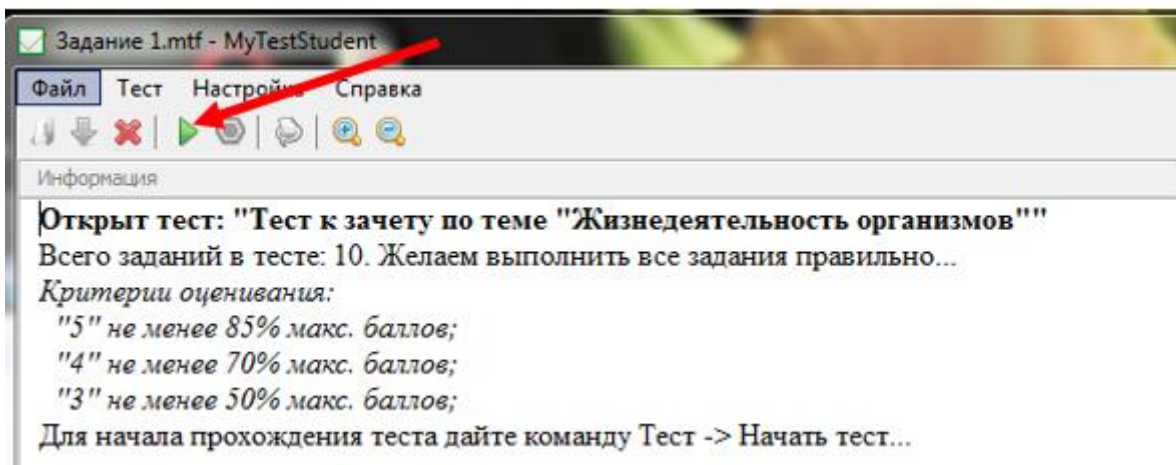 Задание 1.mtf - MyTestStudent
Файл Тест Настройка Справка
Информация
Открыт тест: "Тест к зачету по теме "Жизнедеятельность организмов""
Всего заданий в тесте: 10. Желаем выполнить все задания правильно...
Критерии оценивания:
"5" не менее 85% макс. баллов;
"4" не менее 70% макс. баллов;
"3" не менее 50% макс. баллов;
Для начала прохождения теста дайте команду Тест -> Начать тест...